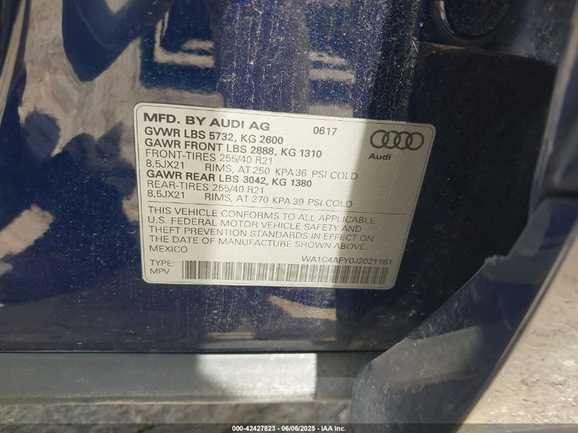 MFD. BY AUDI AG 0617
GVWR LBS 5732, KG 2600
GAWR FRONT LBS 2888, KG 1310
FRONT-TIRES 255/40 R21
8,5JX21 RIMS, AT 250 KPA 36 PSI COLD
GAWR REAR LBS 3042, KG 1380
REAR-TIRES 255/40 R21
8,5JX21 RIMS, AT 270 KPA 39 PSI COLD
Audi
THIS VEHICLE CONFORMS TO ALL APPLICABLE
U.S. FEDERAL MOTOR VEHICLE SAFETY AND
THEFT PREVENTION STANDARDS IN EFFECT ON
THE DATE OF MANUFACTURE SHOWN ABOVE.
MEXICO
WA1C4AFY0J2021161
TYPE:
MPV
000-42427823 - 06/06/2025 - IAAI.COM